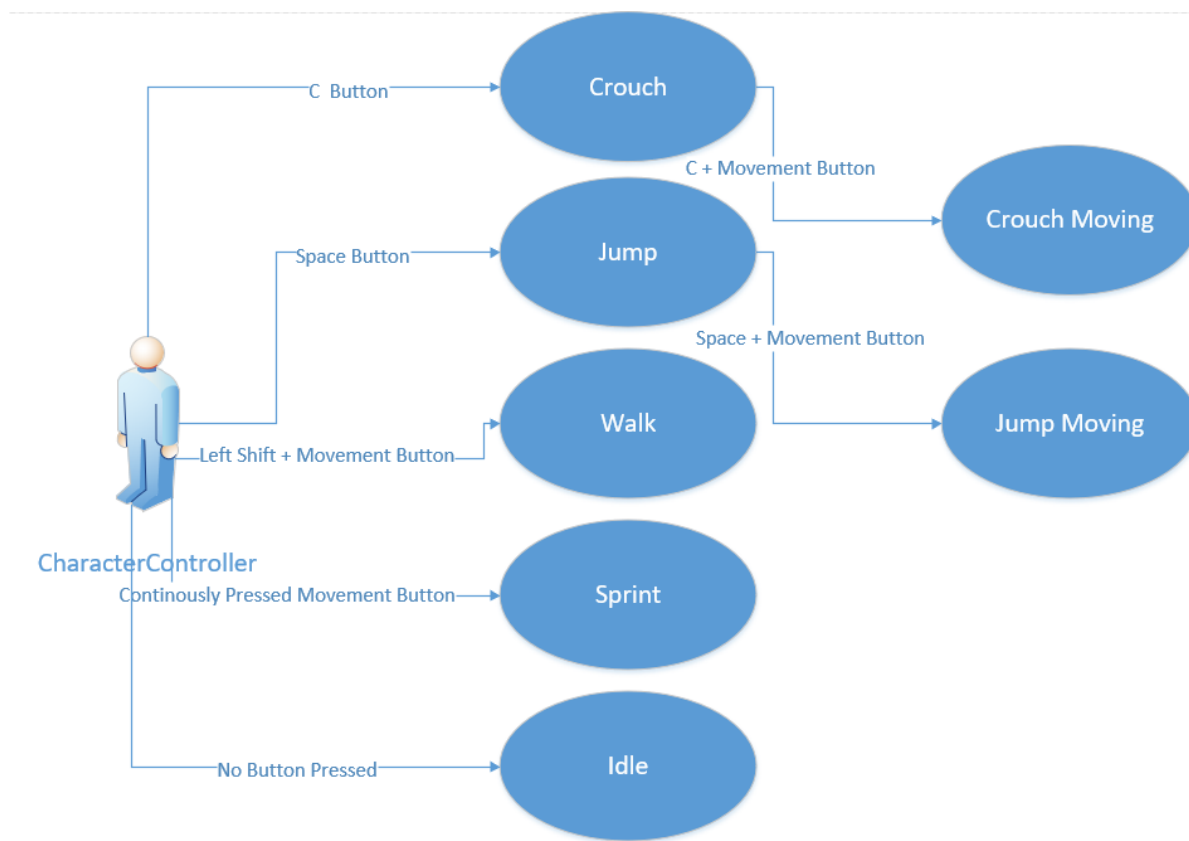 Crouch
C  Button
C + Movement Button
Crouch Moving
Jump
Space Button
Space + Movement Button
Jump Moving
Walk
Left Shift + Movement Button
CharacterController
Continously Pressed Movement Button
Sprint
Idle
No Button Pressed